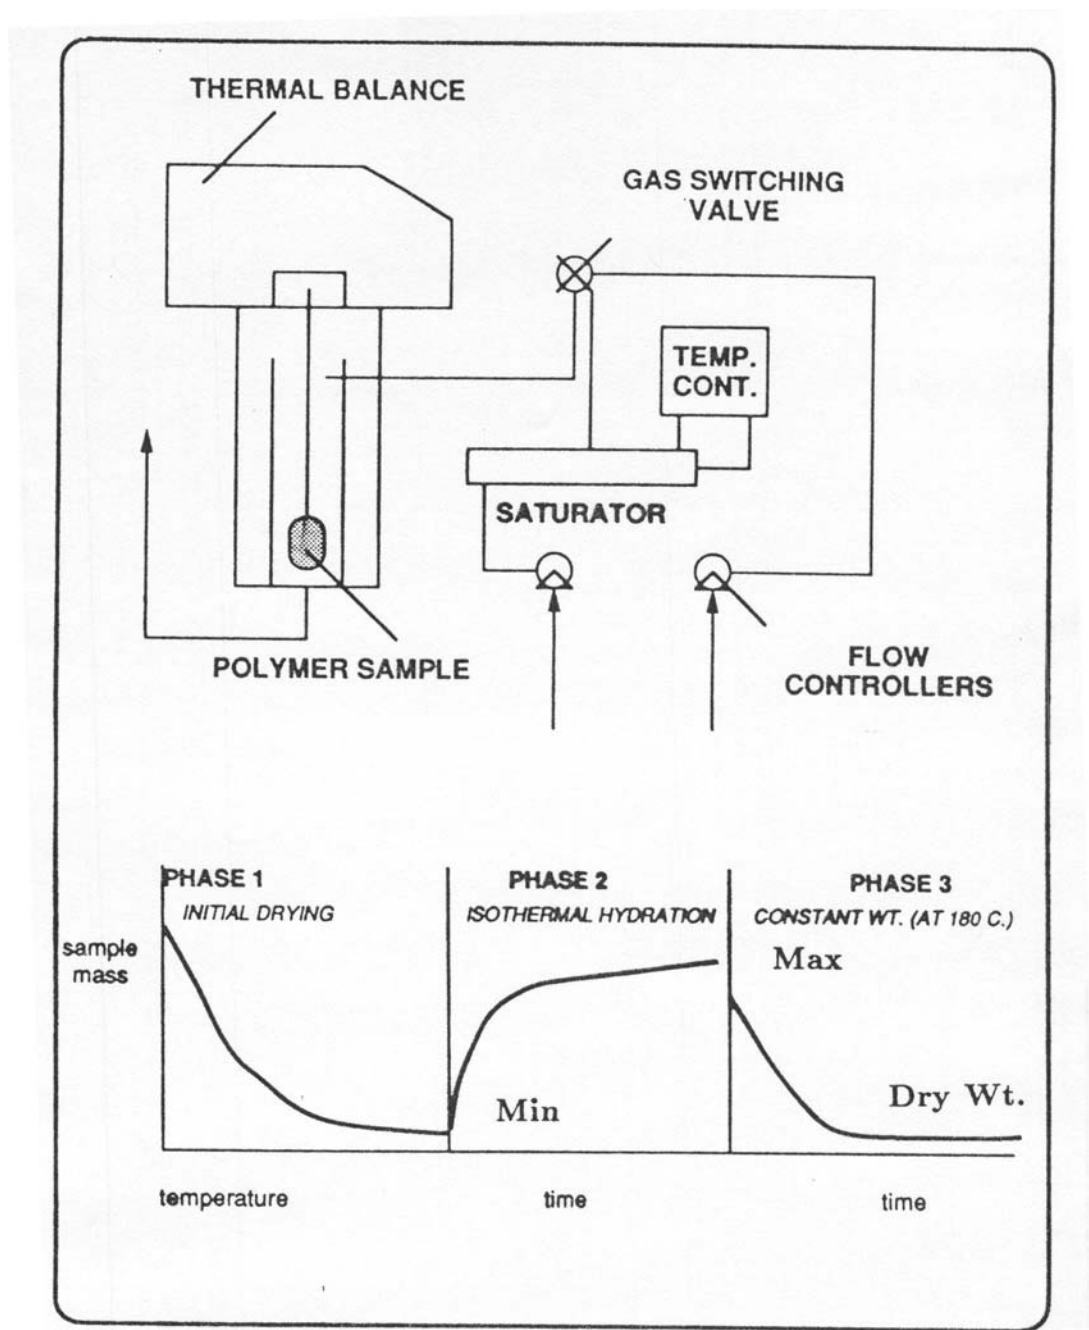 THERMAL BALANCE
GAS SWITCHING
VALVE
TEMP.
CONT.
SATURATOR
POLYMER SAMPLE
FLOW
CONTROLLERS
PHASE 1
INITIAL DRYING
PHASE 2
ISOTHERMAL HYDRATION
PHASE 3
CONSTANT WT. (AT 180 C.)
sample
mass
Max
Min
Dry Wt.
temperature
time
time